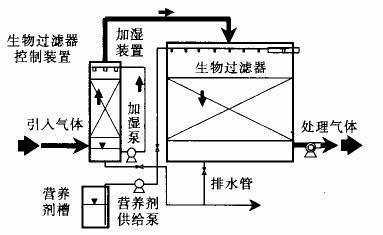 生物过滤器
控制装置
加湿
装置
生物过滤器
引入气体
加
湿
泵
处理气体
营养
剂槽
营养剂
供给泵
排水管